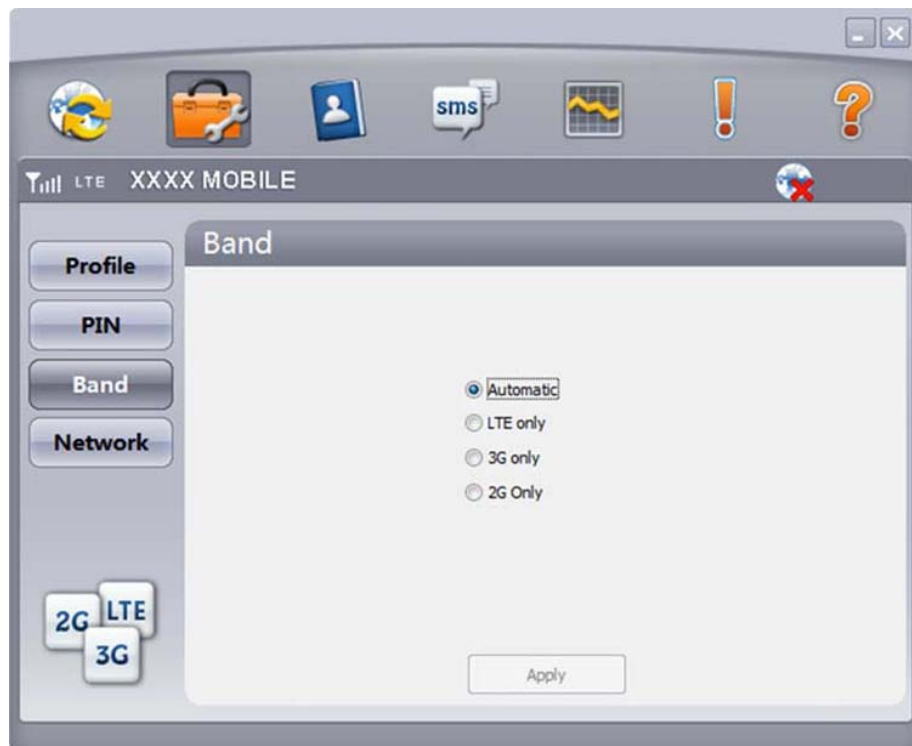 sms
LTE XXXX MOBILE
Band
Profile
PIN
Band
Network
Automatic
LTE only
3G only
2G Only
2G LTE
3G
Apply